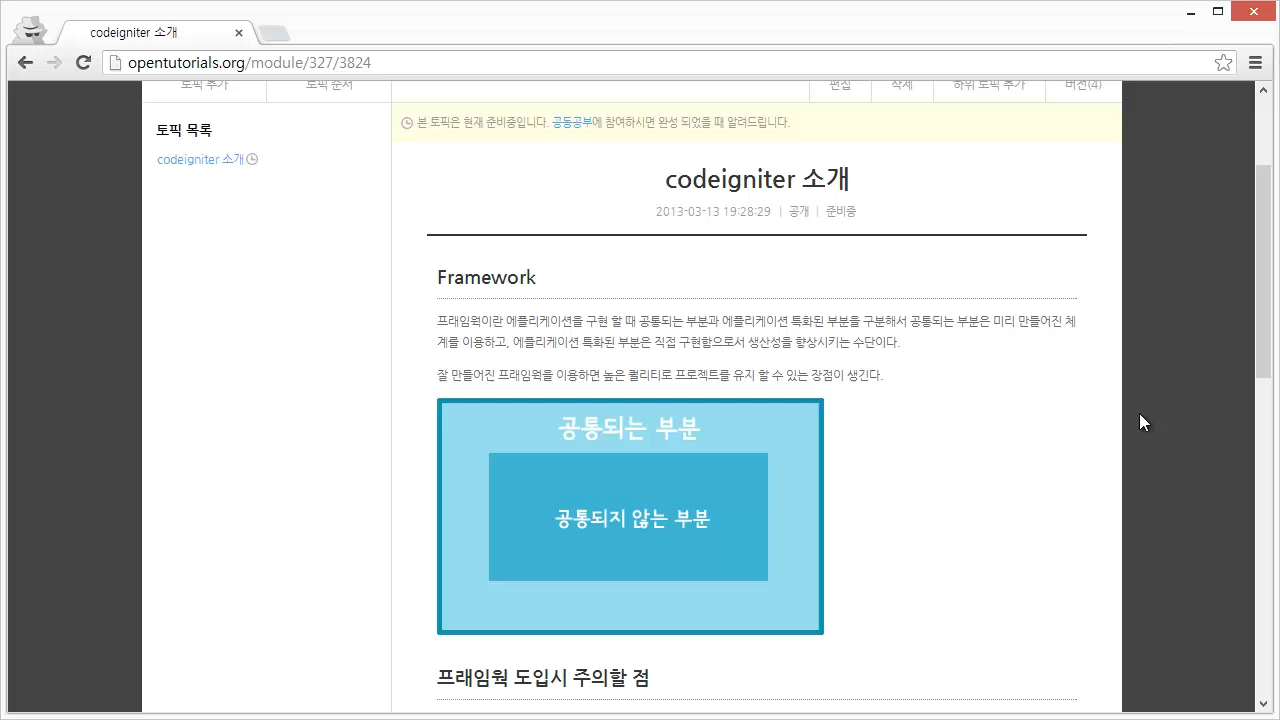 codeigniter 소개
opentutorials.org/module/327/3824
토픽 추가 토픽 순서 편집 삭제 하위 토픽 추가 버전(4)
본 토픽은 현재 준비중입니다. 공동공부에 참여하시면 완성 되었을 때 알려드립니다.
토픽 목록
codeigniter 소개
codeigniter 소개
2013-03-13 19:28:29 | 공개 | 준비중
Framework
프래임웍이란 에플리케이션을 구현 할 때 공통되는 부분과 에플리케이션 특화된 부분을 구분해서 공통되는 부분은 미리 만들어진 체
계를 이용하고, 에플리케이션 특화된 부분은 직접 구현함으로서 생산성을 향상시키는 수단이다.
잘 만들어진 프래임웍을 이용하면 높은 퀄리티로 프로젝트를 유지 할 수 있는 장점이 생긴다.
공통되는 부분
공통되지 않는 부분
프래임웍 도입시 주의할 점